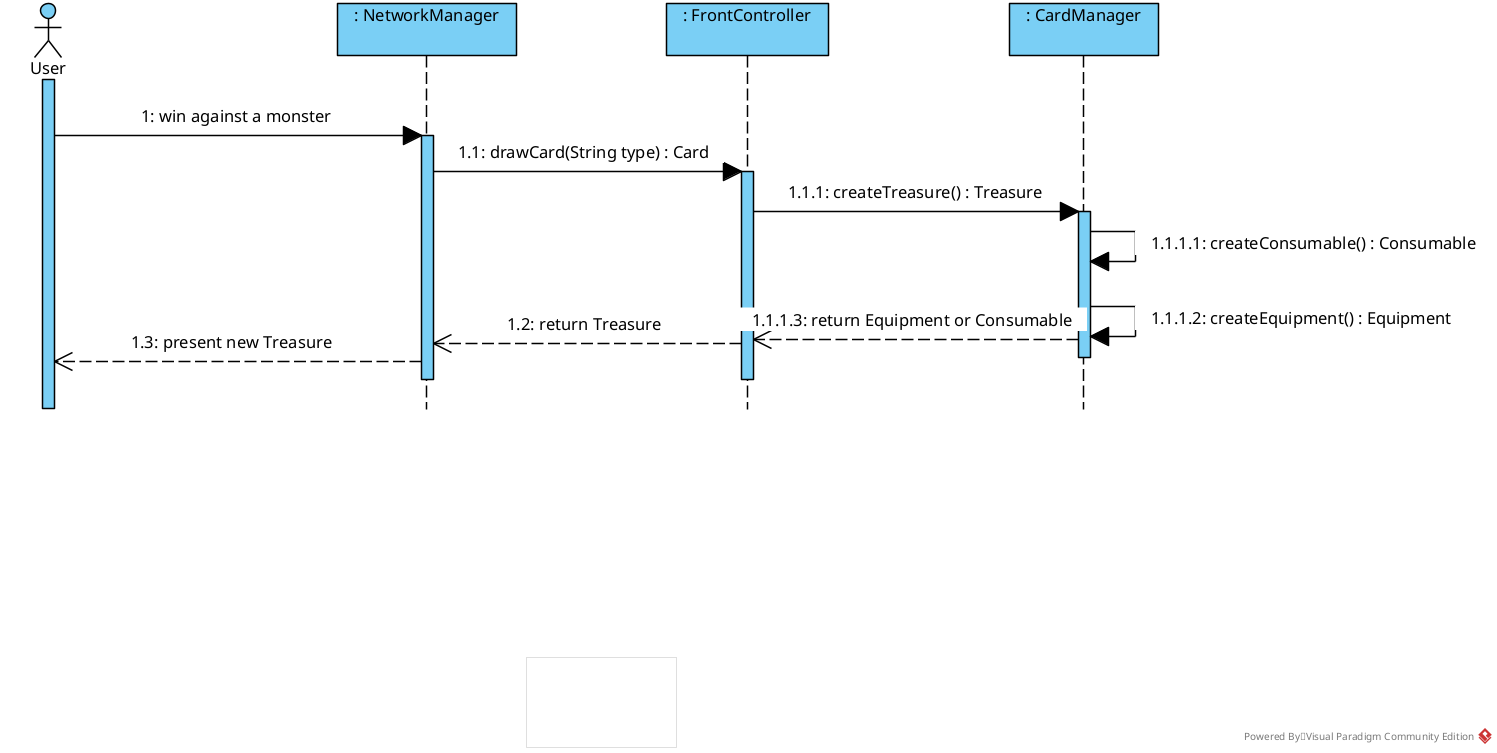 : NetworkManager
: FrontController
: CardManager
User
1: win against a monster
1.1: drawCard(String type) : Card
1.1.1: createTreasure() : Treasure
1.1.1.1: createConsumable() : Consumable
1.1.1.2: createEquipment() : Equipment
1.1.1.3: return Equipment or Consumable
1.2: return Treasure
1.3: present new Treasure
Powered By Visual Paradigm Community Edition